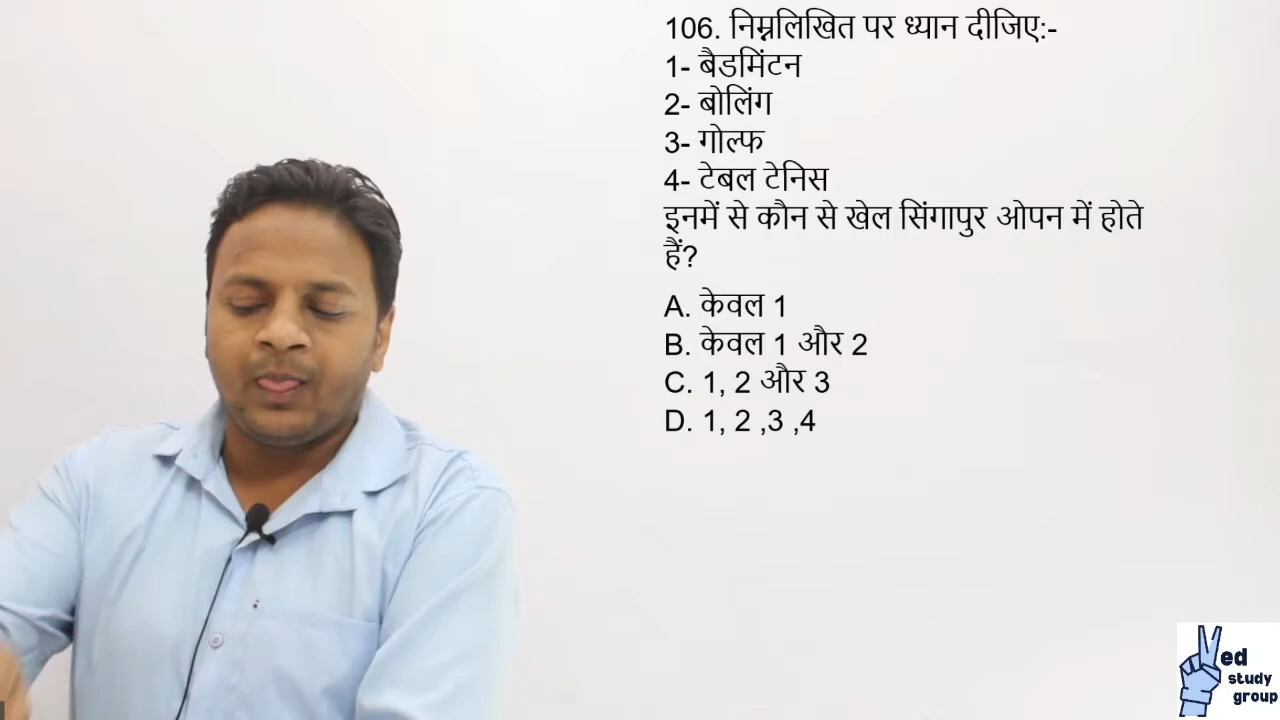 106. निम्नलिखित पर ध्यान दीजिए:-
1- बैडमिंटन
2- बोलिंग
3- गोल्फ
4- टेबल टेनिस
इनमें से कौन से खेल सिंगापुर ओपन में होते
हैं?
A. केवल 1
B. केवल 1 और 2
C. 1, 2 और 3
D. 1, 2 ,3 ,4
Ved
study
group